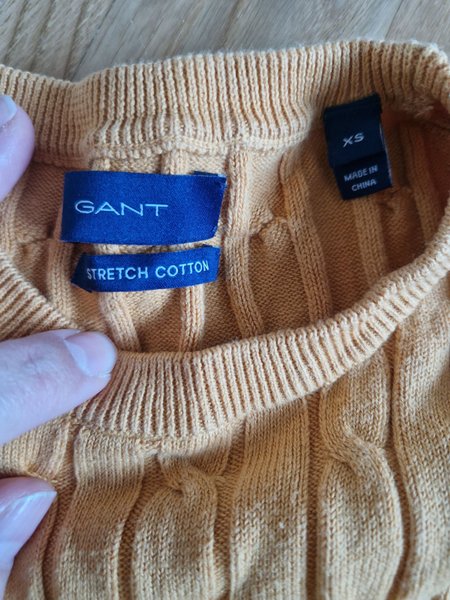 GANT
STRETCH COTTON
XS
MADE IN
CHINA